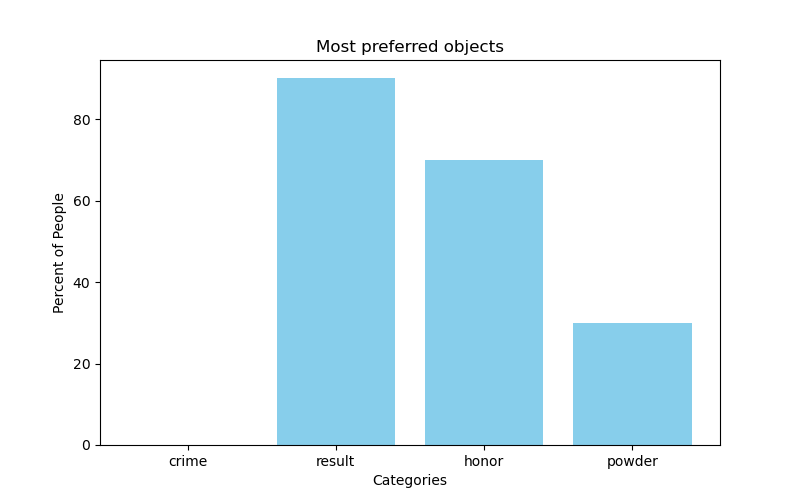 Most preferred objects
80
60
40
20
0
Percent of People
crime result honor powder
Categories